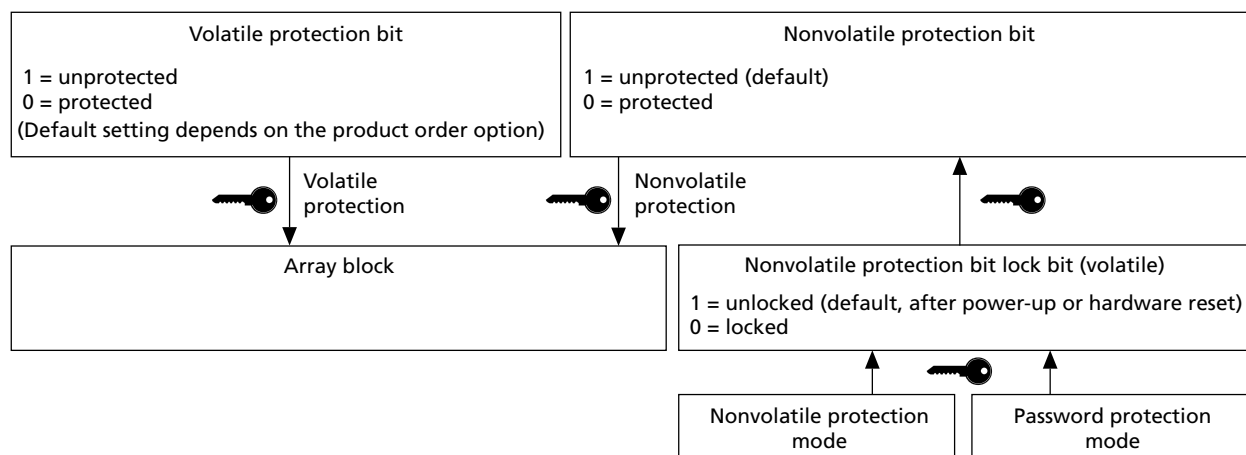 Volatile protection bit
1 = unprotected
0 = protected
(Default setting depends on the product order option)
Nonvolatile protection bit
1 = unprotected (default)
0 = protected
Volatile
protection
Nonvolatile
protection
Array block
Nonvolatile protection bit lock bit (volatile)
1 = unlocked (default, after power-up or hardware reset)
0 = locked
Nonvolatile protection
mode
Password protection
mode